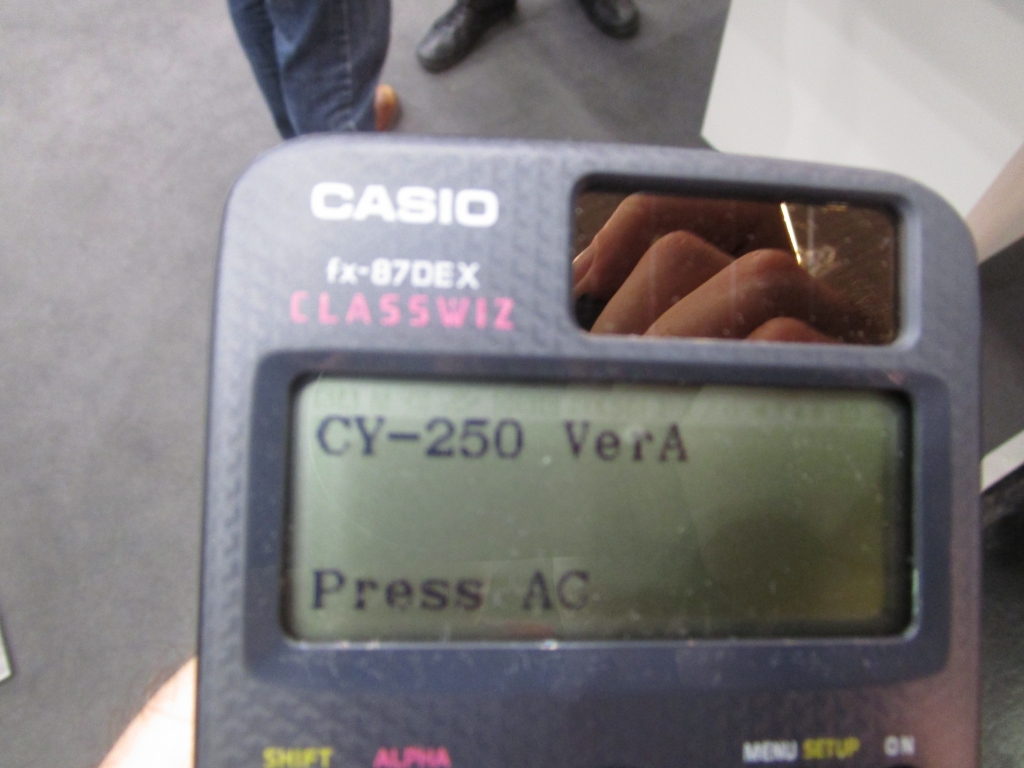 CASIO
fx-87DEX
CLASSWIZ
CY-250 VerA
Press AC
SHIFT ALPHA MENU SETUP ON